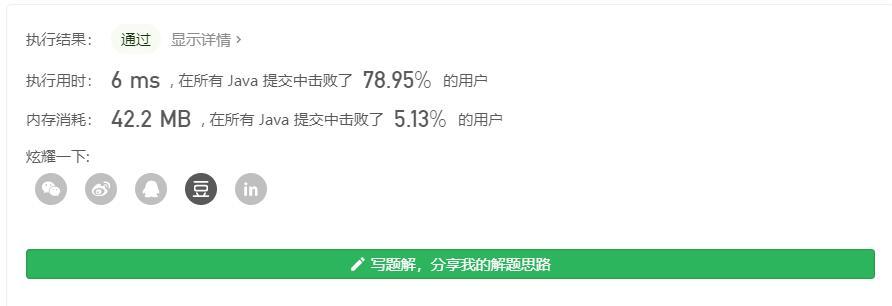 执行结果： 通过 显示详情 >
执行用时： 6 ms , 在所有 Java 提交中击败了 78.95% 的用户
内存消耗： 42.2 MB , 在所有 Java 提交中击败了 5.13% 的用户
炫耀一下:
豆 in
写题解，分享我的解题思路